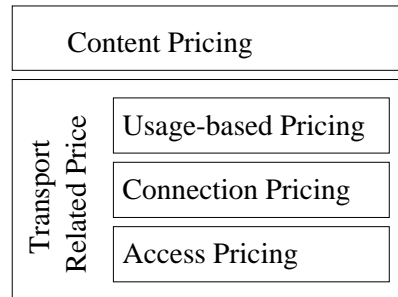 Content Pricing
Transport
Related Price
Usage-based Pricing
Connection Pricing
Access Pricing